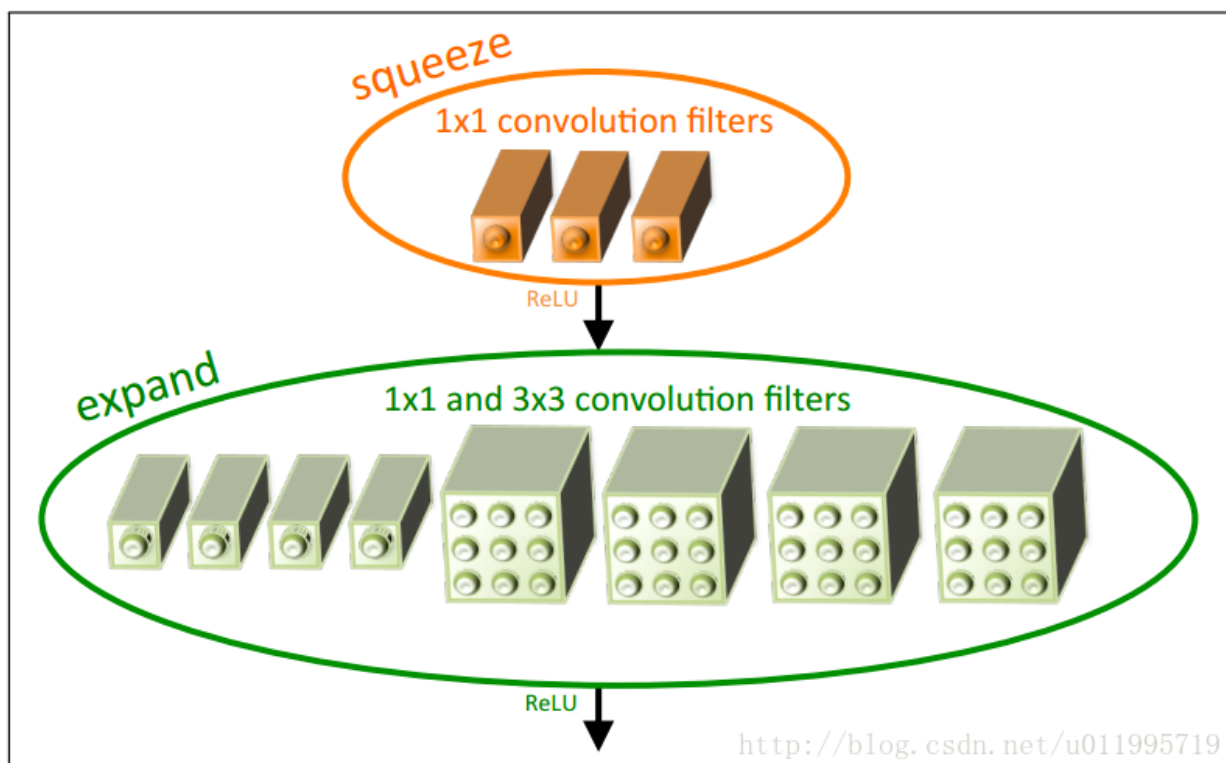 squeeze
1x1 convolution filters
ReLU
expand
1x1 and 3x3 convolution filters
ReLU
http://blog.csdn.net/u011995719